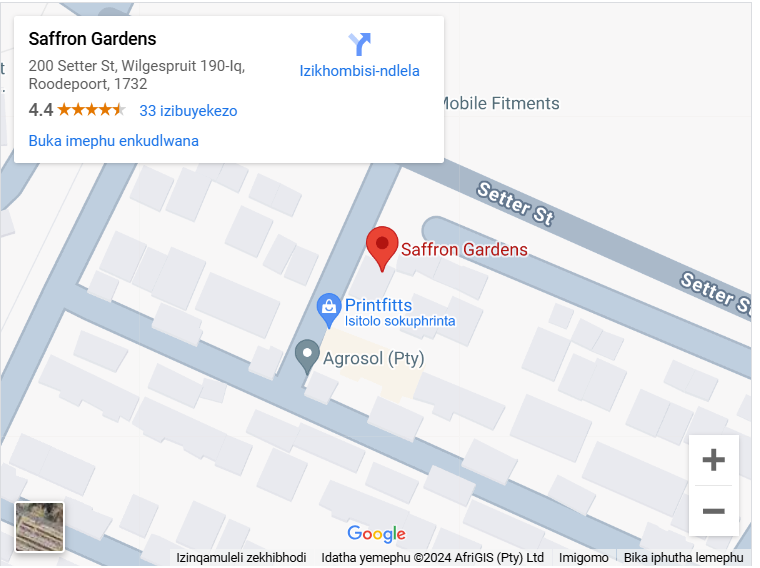 Saffron Gardens
200 Setter St, Wilgespruit 190-Iq,
Roodepoort, 1732
4.4
33 izibuyekezo
Buka imephu enkudlwana
Izikhombisi-ndlela
Mobile Fitments
Setter St
Saffron Gardens
Setter St
Printfitts
Isitolo sokuphrinta
Agrosol (Pty)
Google
Izinqamuleli zekhibhodi
Idatha yemephu ©2024 AfriGIS (Pty) Ltd
Imigomo
Bika iphutha lemephu